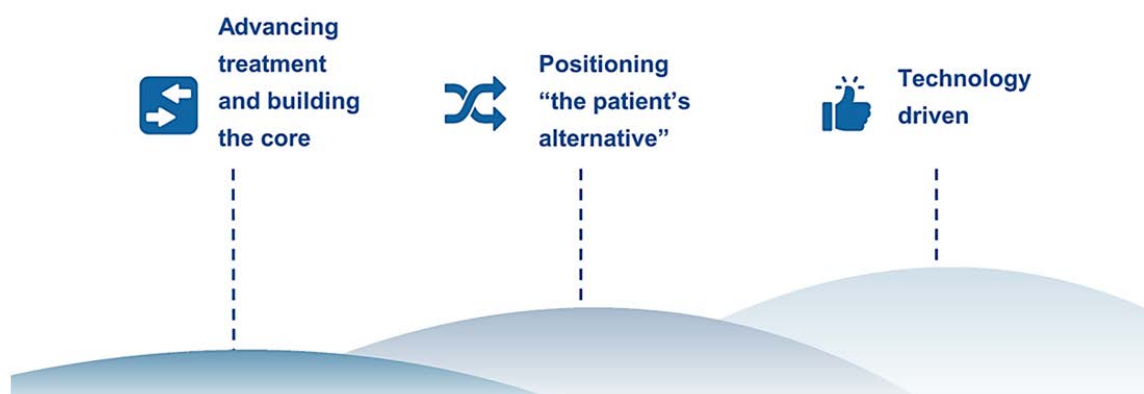 Advancing
treatment
and building
the core
Positioning
“the patient’s
alternative”
Technology
driven